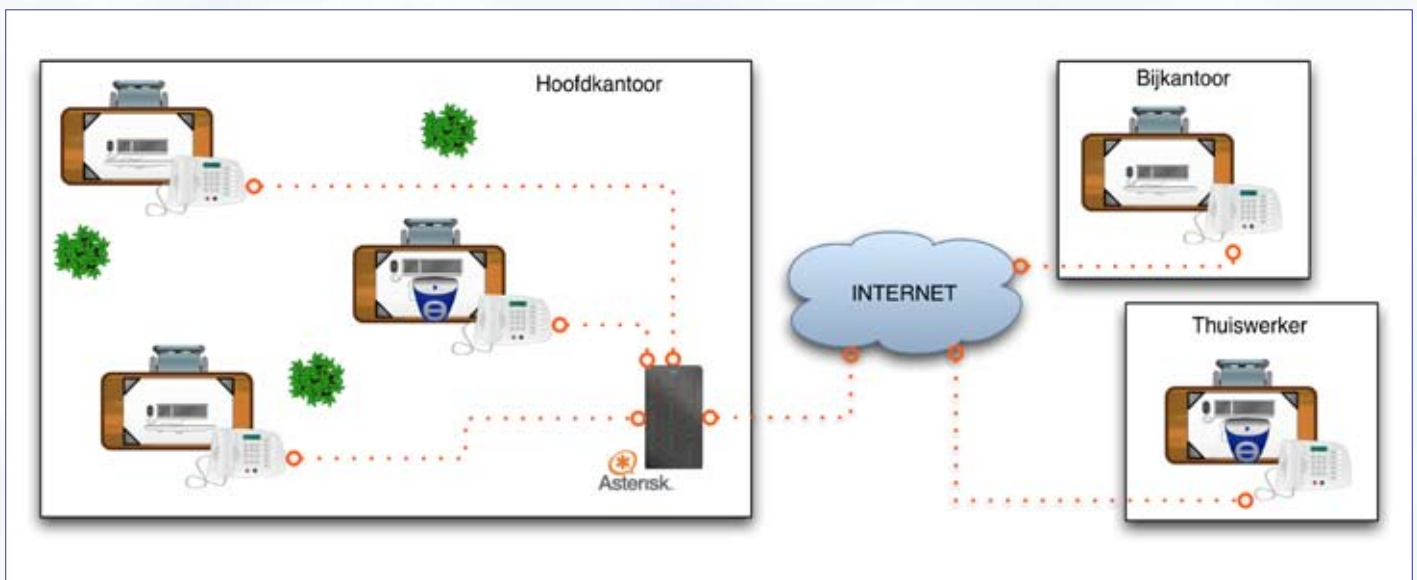 Hoofdkantoor
Bijkantoor
INTERNET
Thuiswerker
Asterisk.